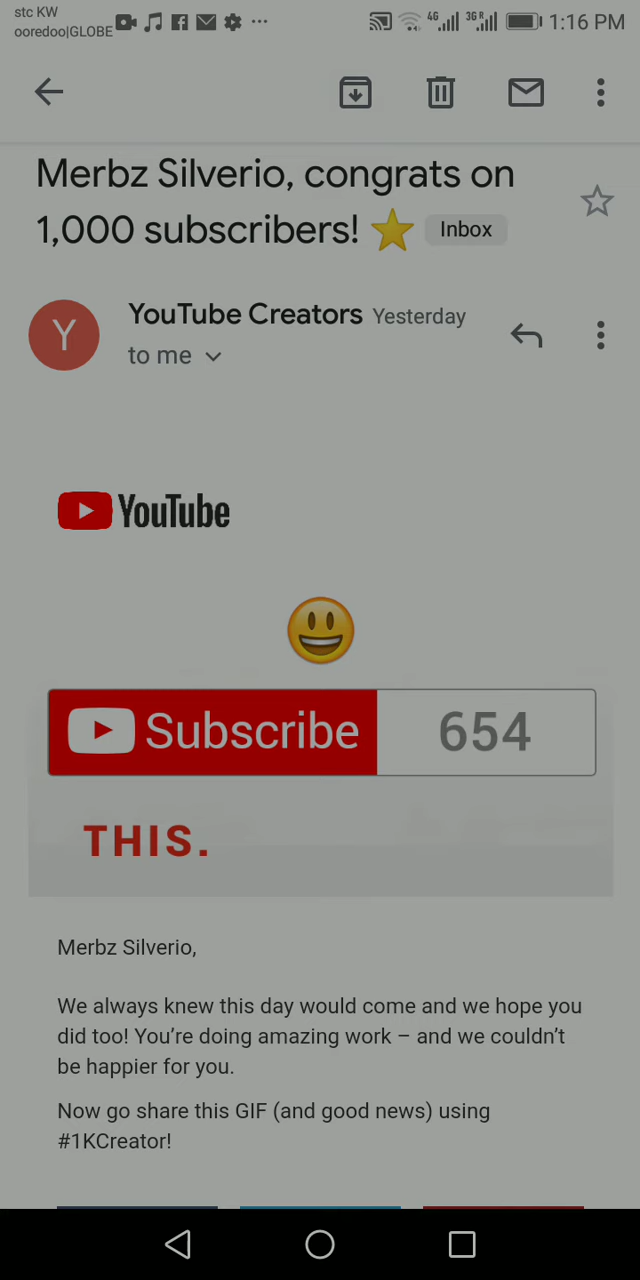 stc KW
ooredoo|GLOBE
4G
3G R
1:16 PM
Merbz Silverio, congrats on
1,000 subscribers! ⭐ Inbox
YouTube Creators Yesterday
Y
to me
YouTube
Subscribe 654
THIS.
Merbz Silverio,
We always knew this day would come and we hope you
did too! You’re doing amazing work – and we couldn’t
be happier for you.
Now go share this GIF (and good news) using
#1KCreator!